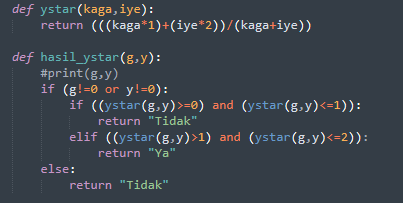 def ystar(kaga,iye):
    return (((kaga*1)+(iye*2))/(kaga+iye))
def hasil_ystar(g,y):
    #print(g,y)
    if (g!=0 or y!=0):
        if ((ystar(g,y)>=0) and (ystar(g,y)<=1)):
            return "Tidak"
        elif ((ystar(g,y)>1) and (ystar(g,y)<=2)):
            return "Ya"
    else:
        return "Tidak"